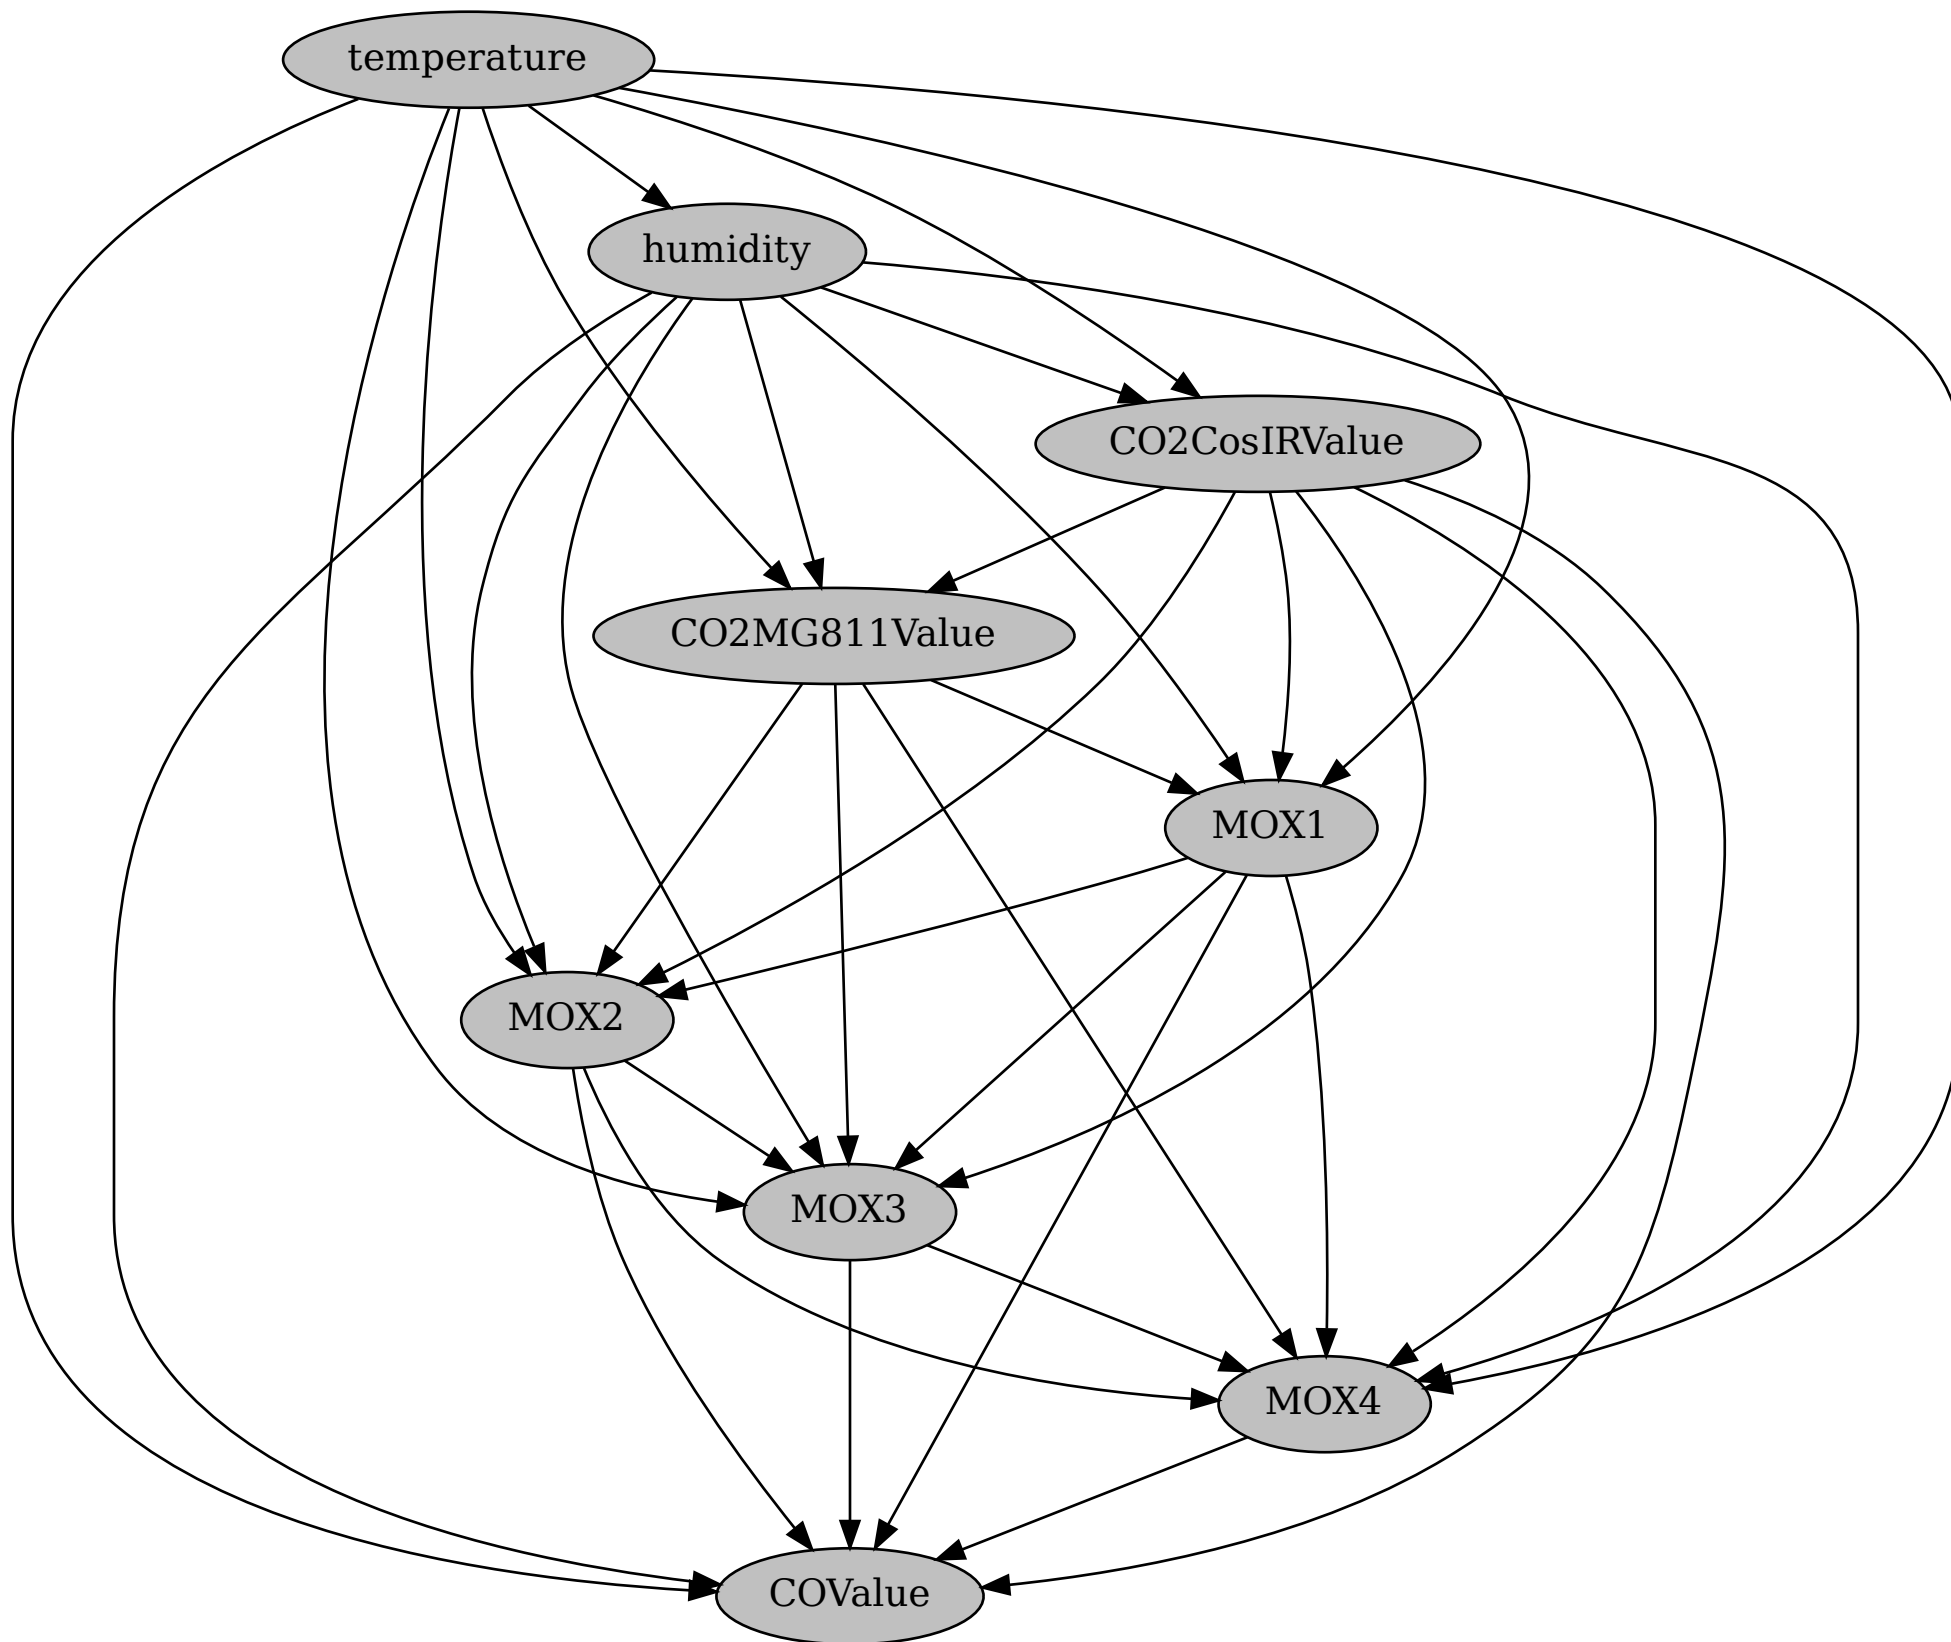 temperature
humidity
CO2CosIRValue
CO2MG811Value
MOX1
MOX2
MOX3
MOX4
COValue